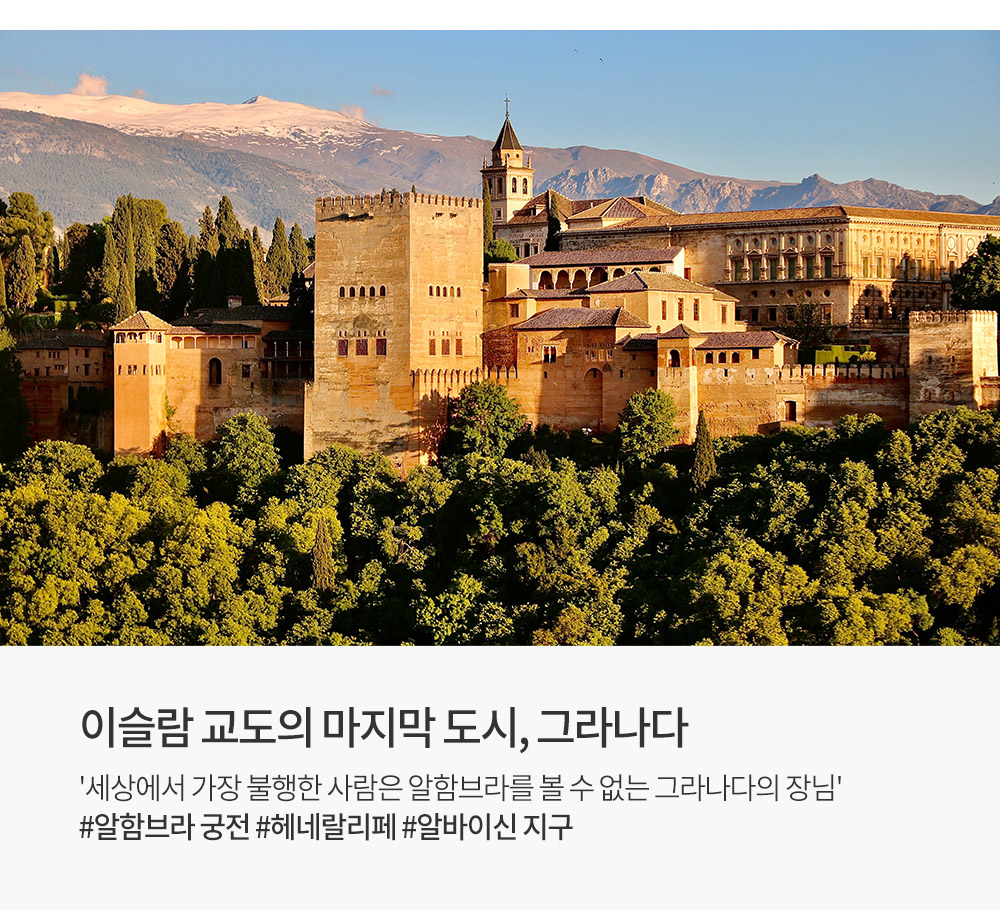 이슬람 교도의 마지막 도시, 그라나다
'세상에서 가장 불행한 사람은 알함브라를 볼 수 없는 그라나다의 장님'
#알함브라 궁전 #헤네랄리페 #알바이신 지구